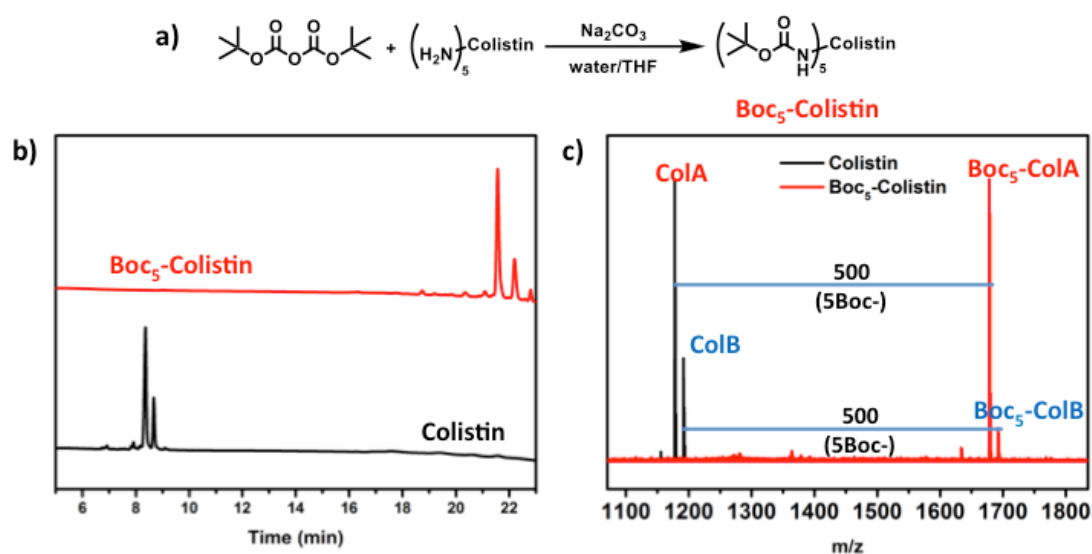 a)
O O
O O O
+
(H₂N)₅ Colistin
Na₂CO₃
water/THF
O
O N
H
5
Colistin
Boc₅-Colistin
b)
Boc₅-Colistin
Colistin
6 8 10 12 14 16 18 20 22
Time (min)
c)
ColA
Colistin
Boc₅-Colistin
Boc₅-ColA
500
(5Boc-)
ColB
500
(5Boc-)
Boc₅-ColB
1100 1200 1300 1400 1500 1600 1700 1800
m/z